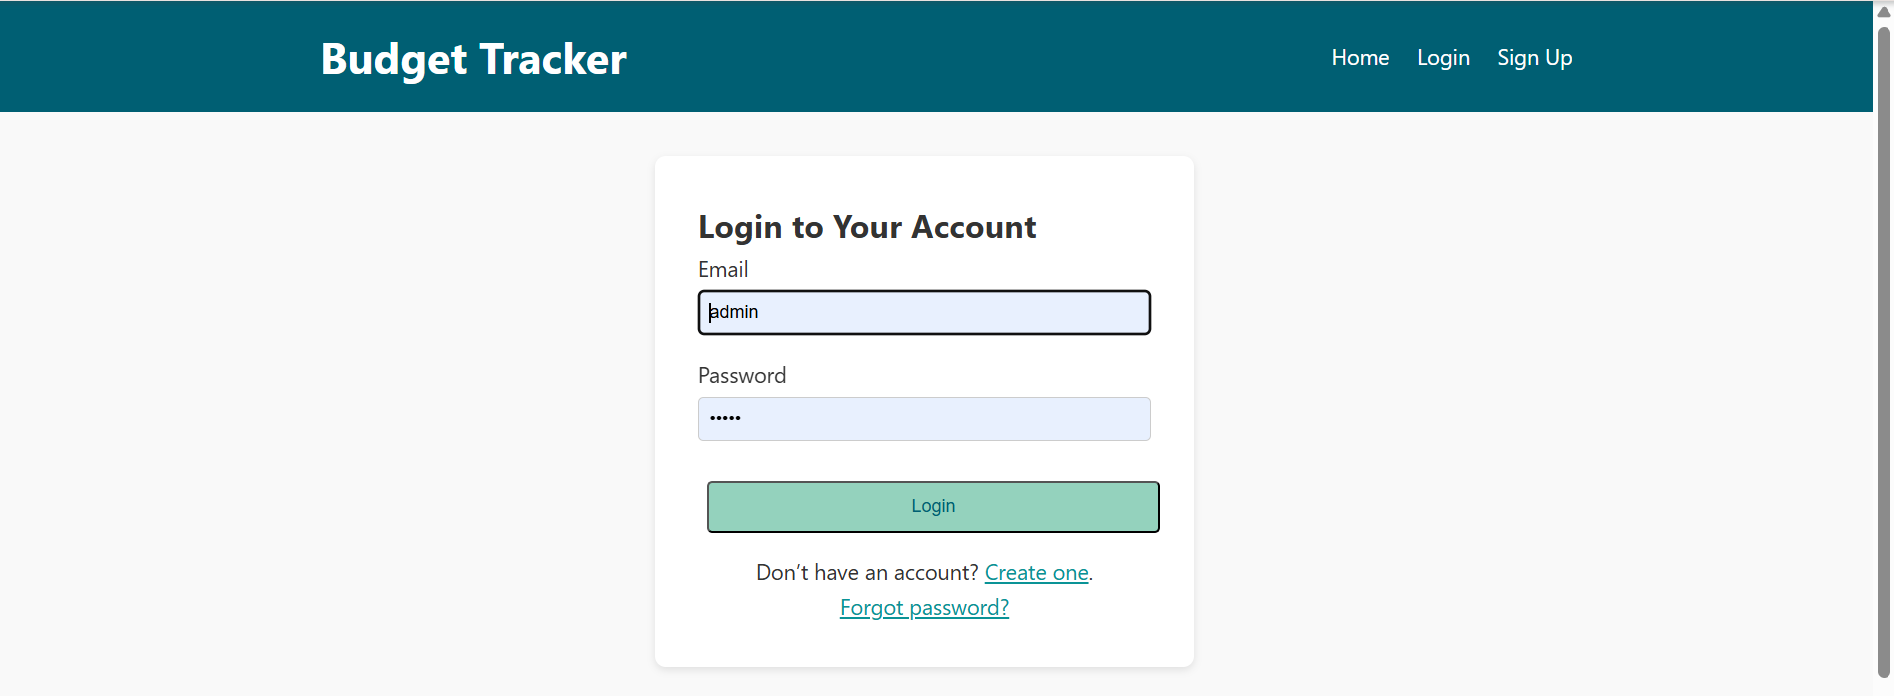 Budget Tracker
Home Login Sign Up
Login to Your Account
Email
admin
Password
•••••
Login
Don’t have an account? Create one.
Forgot password?